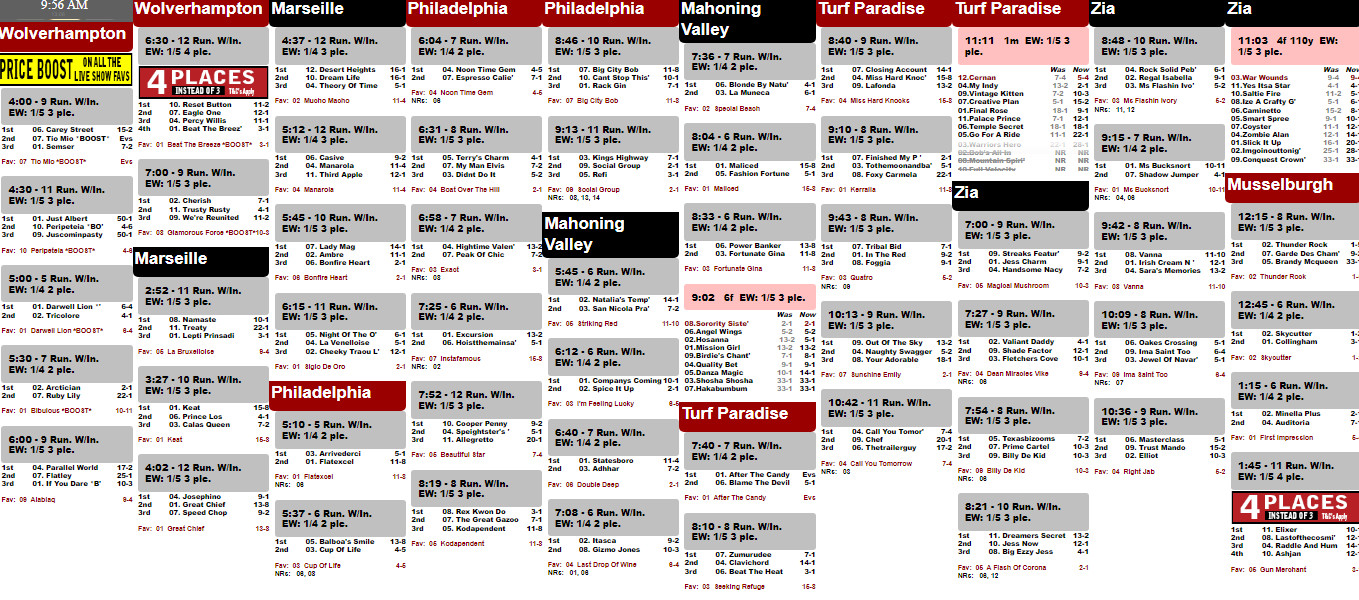 9:56 AM
Wolverhampton
PRICE BOOST ON ALL THE LIVE SHOW FAVS
4:00 - 9 Run. W/In.
EW: 1/5 3 plc.
1st 06. Carey Street 15-2
2nd 07. Tio Mio *BOOST* Evs
3rd 06. Semser 7-2
Fav: 07 Tio Mio *BOOST* Evs
4:30 - 11 Run. W/In.
EW: 1/5 3 plc.
1st 01. Just Albert 50-1
2nd 10. Peripeteia *BO* 4-6
3rd 09. Juscominpasty 50-1
Fav: 10 Peripeteia *BOOST* 4-6
5:00 - 5 Run. W/In.
EW: 1/4 2 plc.
1st 01. Darwell Lion *' 6-4
2nd 02. Tricolore 4-1
Fav: 01 Darwell Lion *BOOST* 6-4
5:30 - 7 Run. W/In.
EW: 1/4 2 plc.
1st 02. Arctician 2-1
2nd 07. Ruby Lily 22-1
Fav: 01 Bibulous *BOOST* 10-11
6:00 - 9 Run. W/In.
EW: 1/5 3 plc.
1st 04. Parallel World 17-2
2nd 07. Flatley 25-1
3rd 01. If You Dare *B' 10-3
Fav: 09 Alablaq 9-4
Wolverhampton
6:30 - 12 Run. W/In.
EW: 1/4 4 plc.
4 PLACES INSTEAD OF 3 T&C's Apply
1st 10. Reset Button 11-2
2nd 07. Eagle One 12-1
3rd 04. Percy Willis 11-1
4th 01. Beat The Breez' 3-1
Fav: 01 Beat The Breeze *BOOST* 3-1
7:00 - 9 Run. W/In.
EW: 1/5 3 plc.
1st 02. Cherish 7-1
2nd 11. Trusty Rusty 4-1
3rd 09. We're Reunited 11-2
Fav: 03 Glamorous Force *BOOST* 10-3
Marseille
2:52 - 11 Run. W/In.
EW: 1/5 3 plc.
1st 08. Namaste 10-1
2nd 11. Treaty 22-1
3rd 01. Lepti Prinsadi 3-1
Fav: 05 La Bruxelloise 9-4
3:27 - 10 Run. W/In.
EW: 1/5 3 plc.
1st 01. Keat 15-8
2nd 06. Prince Los 4-1
3rd 03. Calas Queen 7-2
Fav: 01 Keat 15-8
4:02 - 12 Run. W/In.
EW: 1/5 3 plc.
1st 04. Josephino 9-1
2nd 01. Great Chief 13-8
3rd 07. Speed Chop 9-2
Fav: 01 Great Chief 13-8
Marseille
4:37 - 12 Run. W/In.
EW: 1/5 3 plc.
1st 12. Desert Heights 16-1
2nd 10. Dream Life 16-1
3rd 04. Theory Of Time 5-1
Fav: 02 Mucho Macho 11-4
5:12 - 12 Run. W/In.
EW: 1/5 3 plc.
1st 06. Casive 9-2
2nd 04. Manarola 11-4
3rd 11. Third Apple 12-1
Fav: 04 Manarola 11-4
5:45 - 10 Run. W/In.
EW: 1/5 3 plc.
1st 07. Lady Mag 14-1
2nd 02. Ambre 11-1
3rd 06. Bonfire Heart 2-1
Fav: 06 Bonfire Heart 2-1
6:15 - 11 Run. W/In.
EW: 1/5 3 plc.
1st 05. Night Of The O' 6-1
2nd 04. La Venelloise 5-1
3rd 02. Cheeky Traou L' 12-1
Fav: 01 Siglo De Oro 2-1
Philadelphia
5:10 - 5 Run. W/In.
EW: 1/4 2 plc.
1st 03. Arrivederci 5-1
2nd 01. Flatexcel 11-8
Fav: 01 Flatexcel 11-8
NRs: 06
5:37 - 6 Run. W/In.
EW: 1/4 2 plc.
1st 05. Balboa's Smile 13-8
2nd 03. Cup Of Life 4-5
Fav: 03 Cup Of Life 4-5
NRs: 06, 08
Philadelphia
6:04 - 7 Run. W/In.
EW: 1/4 2 plc.
1st 04. Noon Time Gem 4-5
2nd 07. Espresso Calie' 7-1
Fav: 04 Noon Time Gem 4-5
NRs: 06
6:31 - 8 Run. W/In.
EW: 1/5 3 plc.
1st 05. Terry's Charm 4-1
2nd 07. My Man Elvis 7-2
3rd 03. Didnt Do It 5-2
Fav: 04 Boat Over The Hill 2-1
6:58 - 7 Run. W/In.
EW: 1/4 2 plc.
1st 04. Hightime Valen' 13-2
2nd 07. Peak Of Chic 7-2
Fav: 03 Exact 3-1
NRs: 08
7:25 - 6 Run. W/In.
EW: 1/4 2 plc.
1st 01. Excursion 13-2
2nd 06. Hoistthemainsa' 5-1
Fav: 07 Instafamous 15-8
NRs: 02
7:52 - 12 Run. W/In.
EW: 1/5 3 plc.
1st 10. Cooper Penny 9-2
2nd 04. Speightster's ' 5-1
3rd 11. Allegretto 20-1
Fav: 05 Beautiful Star 7-4
8:19 - 8 Run. W/In.
EW: 1/5 3 plc.
1st 08. Rex Kwon Do 3-1
2nd 07. The Great Gazoo 7-1
3rd 05. Kodapendent 11-8
Fav: 05 Kodapendent 11-8
Philadelphia
8:46 - 10 Run. W/In.
EW: 1/5 3 plc.
1st 07. Big City Bob 11-8
2nd 10. Cant Stop This' 10-1
3rd 01. Rack Gin 7-1
Fav: 07 Big City Bob 11-8
9:13 - 11 Run. W/In.
EW: 1/5 3 plc.
1st 03. Kings Highway 7-1
2nd 09. Social Group 2-1
3rd 05. Refi 3-1
Fav: 09 Social Group 2-1
NRs: 08, 13, 14
Mahoning
Valley
5:45 - 6 Run. W/In.
EW: 1/4 2 plc.
1st 02. Natalia's Temp' 14-1
2nd 03. San Nicola Pra' 7-2
Fav: 06 Striking Red 11-10
6:12 - 6 Run. W/In.
EW: 1/4 2 plc.
1st 01. Companys Coming 10-1
2nd 02. Spice It Up 2-1
Fav: 03 I'm Feeling Lucky 6-5
6:40 - 7 Run. W/In.
EW: 1/4 2 plc.
1st 01. Statesboro 11-4
2nd 03. Adhhar 7-2
Fav: 06 Double Deep 2-1
7:08 - 6 Run. W/In.
EW: 1/4 2 plc.
1st 02. Itasca 9-2
2nd 08. Gizmo Jones 10-3
Fav: 04 Last Drop Of Wine 6-4
NRs: 01, 06
Mahoning
Valley
7:36 - 7 Run. W/In.
EW: 1/4 2 plc.
1st 06. Blonde By Natu' 4-1
2nd 03. La Muneca 6-1
Fav: 02 Special Beach 7-4
8:04 - 6 Run. W/In.
EW: 1/4 2 plc.
1st 01. Maliced 15-8
2nd 05. Fashion Fortune 5-1
Fav: 01 Maliced 15-8
8:33 - 6 Run. W/In.
EW: 1/4 2 plc.
1st 06. Power Banker 13-8
2nd 03. Fortunate Gina 11-8
Fav: 03 Fortunate Gina 11-8
9:02 6f EW: 1/5 3 plc.
Was Now
08.Sorority Siste' 2-1 2-1
06.Angel Wings 5-2 5-2
02.Hosanna 13-2 5-1
01.Mission Girl 13-2 13-2
09.Birdie's Chant' 7-1 8-1
04.Quality Bet 9-1 9-1
05.Danza Magic 10-1 14-1
03.Shosha Shosha 33-1 33-1
07.Hakabumbum 33-1 33-1
Turf Paradise
7:40 - 7 Run. W/In.
EW: 1/4 2 plc.
1st 01. After The Candy Evs
2nd 06. Blame The Devil 5-1
Fav: 01 After The Candy Evs
8:10 - 8 Run. W/In.
EW: 1/5 3 plc.
1st 07. Zumurudee 7-1
2nd 04. Clavichord 14-1
3rd 06. Beat The Heat 3-1
Fav: 03 Seeking Refuge 15-8
Turf Paradise
8:40 - 9 Run. W/In.
EW: 1/5 3 plc.
1st 07. Closing Account 14-1
2nd 04. Miss Hard Knoc' 15-8
3rd 09. Lafonda 13-2
Fav: 04 Miss Hard Knocks 15-8
9:10 - 8 Run. W/In.
EW: 1/5 3 plc.
1st 07. Finished My P ' 2-1
2nd 03. Tothemoonandba' 5-1
3rd 08. Foxy Carmela 22-1
Fav: 01 Kerralla 11-8
9:43 - 8 Run. W/In.
EW: 1/5 3 plc.
1st 07. Tribal Bid 7-1
2nd 01. In The Red 9-2
3rd 08. Foggia 9-1
Fav: 03 Quatro 6-2
NRs: 09
10:13 - 9 Run. W/In.
EW: 1/5 3 plc.
1st 09. Out Of The Sky 13-2
2nd 04. Naughty Swagger 5-2
3rd 08. Your Adorable 18-1
Fav: 07 Sunshine Emily 2-1
10:42 - 11 Run. W/In.
EW: 1/5 3 plc.
1st 04. Call You Tomor' 7-4
2nd 09. Chef 20-1
3rd 06. Thetrailerguy 17-2
Fav: 04 Call You Tomorrow 7-4
NRs: 03
Turf Paradise
11:11 1m EW: 1/5 3
plc.
Was Now
12.Cornan 7-4 5-4
04.My Indy 13-2 2-1
09.Vintage Kitten 7-2 10-3
07.Creative Plan 5-1 15-2
01.Final Rose 18-1 9-1
11.Palace Prince 7-1 12-1
06.Temple Secret 18-1 18-1
05.Go For A Ride 11-1 22-1
03.Warriors Haro 22-1 28-1
02.Bob's All In NR NR
08.Mountain Spiri' NR NR
10.Full Velocity NR NR
Zia
7:00 - 9 Run. W/In.
EW: 1/5 3 plc.
1st 09. Streaks Featur' 9-2
2nd 01. Jess Charm 9-1
3rd 04. Handsome Nacy 7-2
Fav: 05 Magical Mushroom 10-3
7:27 - 9 Run. W/In.
EW: 1/5 3 plc.
1st 02. Valiant Daddy 4-1
2nd 09. Shade Factor 12-1
3rd 03. Fletchers Cove 10-1
Fav: 04 Dean Miracles Vike 9-4
NRs: 06
7:54 - 8 Run. W/In.
EW: 1/5 3 plc.
1st 05. Texasbizooms 7-2
2nd 07. Prime Cartel 10-3
3rd 09. Billy De Kid 10-3
Fav: 09 Billy De Kid 10-3
NRs: 06
8:21 - 10 Run. W/In.
EW: 1/5 3 plc.
1st 11. Dreamers Secret 13-2
2nd 10. Jess Now 12-1
3rd 08. Big Ezzy Jess 4-1
Fav: 05 A Flash Of Corona 2-1
NRs: 06, 12
Zia
8:48 - 10 Run. W/In.
EW: 1/5 3 plc.
1st 04. Rock Solid Peb' 6-1
2nd 02. Regal Isabella 9-1
3rd 03. Ms Flashin Ivo' 5-2
Fav: 03 Ms Flashin Ivory 5-2
NRs: 11, 12
9:15 - 7 Run. W/In.
EW: 1/4 2 plc.
1st 01. Ms Bucksnort 10-11
2nd 07. Shadow Jumper 4-1
Fav: 01 Ms Bucksnort 10-11
NRs: 04, 06
9:42 - 8 Run. W/In.
EW: 1/5 3 plc.
1st 08. Vanna 11-10
2nd 01. Irish Cream N ' 12-1
3rd 04. Sara's Memories 13-2
Fav: 08 Vanna 11-10
10:09 - 8 Run. W/In.
EW: 1/5 3 plc.
1st 06. Oakes Crossing 5-1
2nd 09. Ima Saint Too 6-4
3rd 03. Jewel Of Navar' 5-1
Fav: 09 Ima Saint Too 6-4
NRs: 07
10:36 - 9 Run. W/In.
EW: 1/5 3 plc.
1st 06. Masterclass 5-1
2nd 09. Trust Mando 15-2
3rd 02. Elliot 10-3
Fav: 04 Right Jab 5-2
Zia
11:03 4f 110y EW:
1/5 3 plc.
Was Now
03.War Wounds 9-4
11.Yes Itsa Star 4-1
10.Saltie Fire 11-2
08.Ize A Crafty G' 5-1
06.Caminetto 15-2
05.Smart Spree 9-1
07.Coyster 11-1
04.Zombie Alan 12-1
01.Slick It Up 16-1
02.Imgoinoutonig' 25-1
09.Conquest Crown' 33-1
Musselburgh
12:15 - 8 Run. W/In.
EW: 1/5 3 plc.
1st 02. Thunder Rock
2nd 07. Garde Des Cham'
3rd 05. Brandy Mcqueen
Fav: 02 Thunder Rock
12:45 - 6 Run. W/In.
EW: 1/4 2 plc.
1st 02. Skycutter
2nd 01. Collingham
Fav: 02 Skycutter
1:15 - 6 Run. W/In.
EW: 1/4 2 plc.
1st 02. Minella Plus
2nd 04. Auditoria
Fav: 01 First Impression
1:45 - 11 Run. W/In.
EW: 1/5 4 plc.
4 PLACES INSTEAD OF 3 T&C's Apply
1st 11. Elixer
2nd 08. Lastofthecosmi'
3rd 04. Raddle And Hum
4th 10. Ashjan
Fav: 05 Gun Merchant